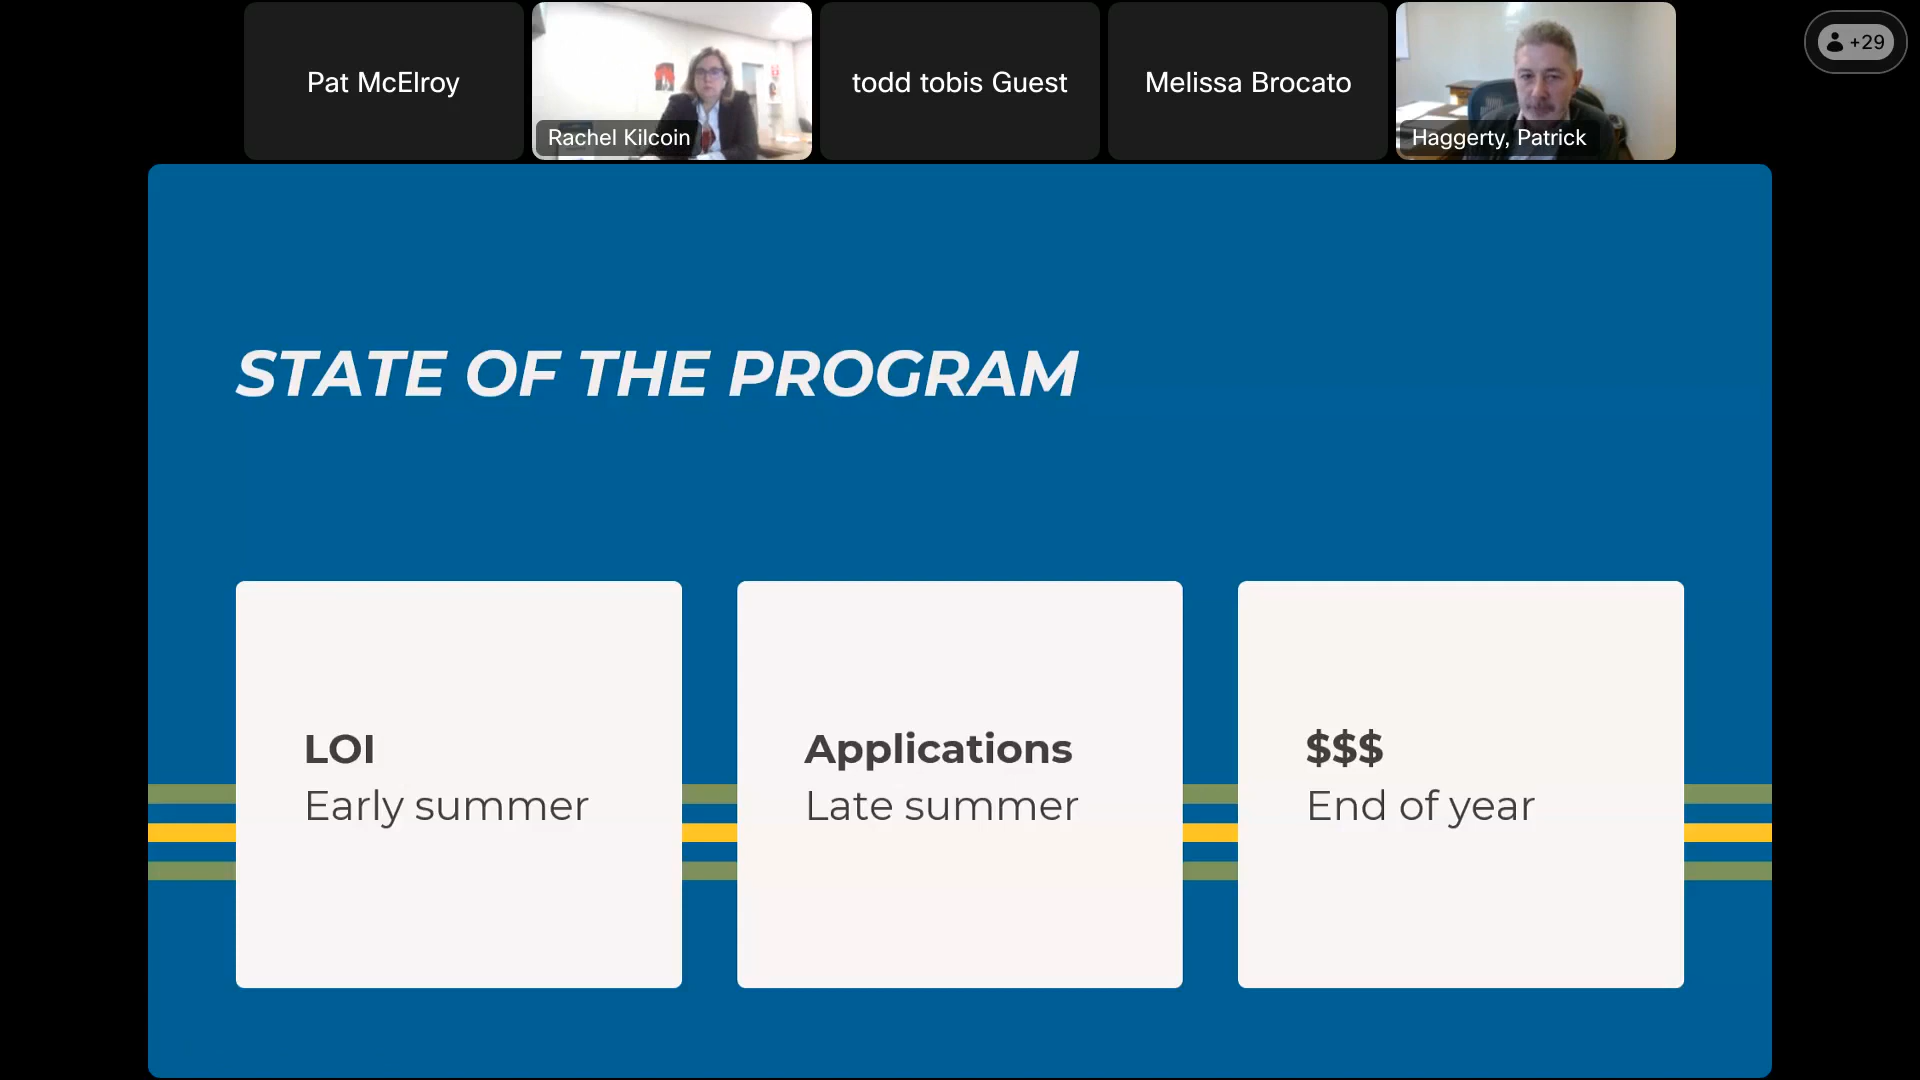 Pat McElroy
Rachel Kilcoin
todd tobis Guest
Melissa Brocato
Haggerty, Patrick
+29
STATE OF THE PROGRAM
LOI
Early summer
Applications
Late summer
$$$
End of year